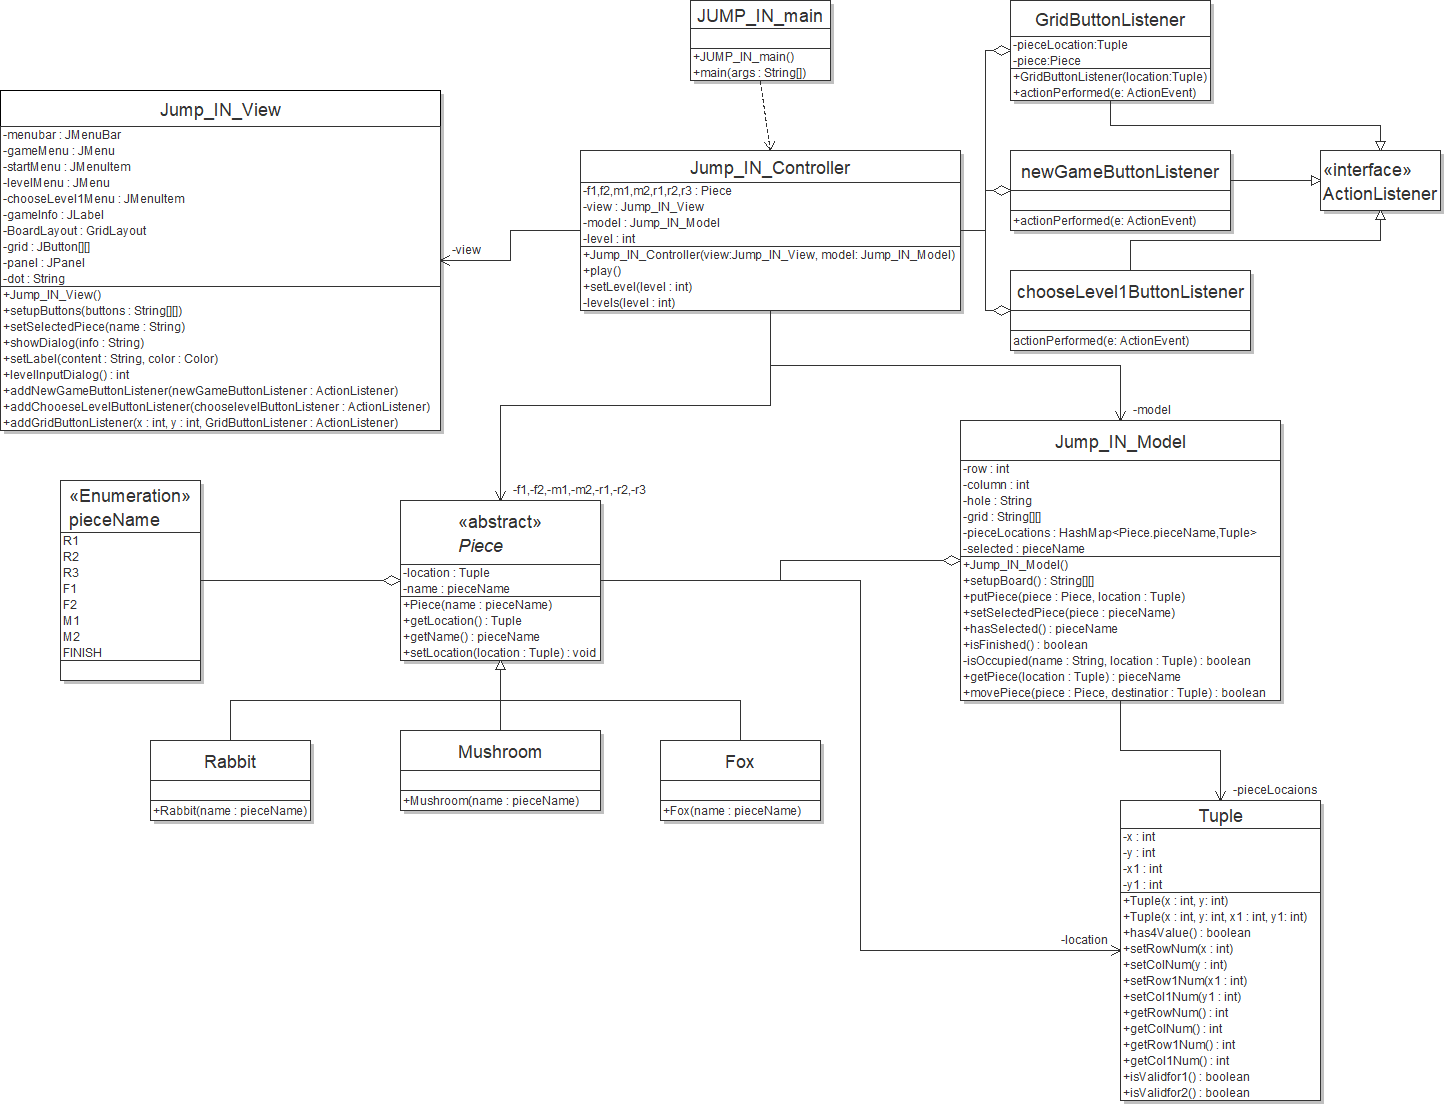 JUMP_IN_main
+JUMP_IN_main()
+main(args : String[])
GridButtonListener
-pieceLocation:Tuple
-piece:Piece
+GridButtonListener(location:Tuple)
+actionPerformed(e: ActionEvent)
Jump_IN_View
-menubar : JMenuBar
-gameMenu : JMenu
-startMenu : JMenuItem
-levelMenu : JMenu
-chooseLevel1Menu : JMenuItem
-gameInfo : JLabel
-BoardLayout : GridLayout
-grid : JButton[][]
-panel : JPanel
-dot : String
+Jump_IN_View()
+setupButtons(buttons : String[][])
+setSelectedPiece(name : String)
+showDialog(info : String)
+setLabel(content : String, color : Color)
+levelInputDialog() : int
+addNewGameButtonListener(newGameButtonListener : ActionListener)
+addChooeseLevelButtonListener(chooselevelButtonListener : ActionListener)
+addGridButtonListener(x : int, y : int, GridButtonListener : ActionListener)
-view
Jump_IN_Controller
-f1,f2,m1,m2,r1,r2,r3 : Piece
-view : Jump_IN_View
-model : Jump_IN_Model
-level : int
+Jump_IN_Controller(view:Jump_IN_View, model: Jump_IN_Model)
+play()
+setLevel(level : int)
-levels(level : int)
newGameButtonListener
+actionPerformed(e: ActionEvent)
«interface»
ActionListener
chooseLevel1ButtonListener
actionPerformed(e: ActionEvent)
-model
Jump_IN_Model
-row : int
-column : int
-hole : String
-grid : String[][]
-pieceLocations : HashMap<Piece.pieceName,Tuple>
-selected : pieceName
+Jump_IN_Model()
+setupBoard() : String[][]
+putPiece(piece : Piece, location : Tuple)
+setSelectedPiece(piece : pieceName)
+hasSelected() : pieceName
+isFinished() : boolean
-isOccupied(name : String, location : Tuple) : boolean
+getPiece(location : Tuple) : pieceName
+movePiece(piece : Piece, destinatior : Tuple) : boolean
«Enumeration»
pieceName
R1
R2
R3
F1
F2
M1
M2
FINISH
-f1,-f2,-m1,-m2,-r1,-r2,-r3
«abstract»
Piece
-location : Tuple
-name : pieceName
+Piece(name : pieceName)
+getLocation() : Tuple
+getName() : pieceName
+setLocation(location : Tuple) : void
Rabbit
+Rabbit(name : pieceName)
Mushroom
+Mushroom(name : pieceName)
Fox
+Fox(name : pieceName)
-pieceLocaions
-location
Tuple
-x : int
-y : int
-x1 : int
-y1 : int
+Tuple(x : int, y: int)
+Tuple(x : int, y: int, x1 : int, y1: int)
+has4Value() : boolean
+setRowNum(x : int)
+setColNum(y : int)
+setRow1Num(x1 : int)
+setCol1Num(y1 : int)
+getRowNum() : int
+getColNum() : int
+getRow1Num() : int
+getCol1Num() : int
+isValidfor1() : boolean
+isValidfor2() : boolean